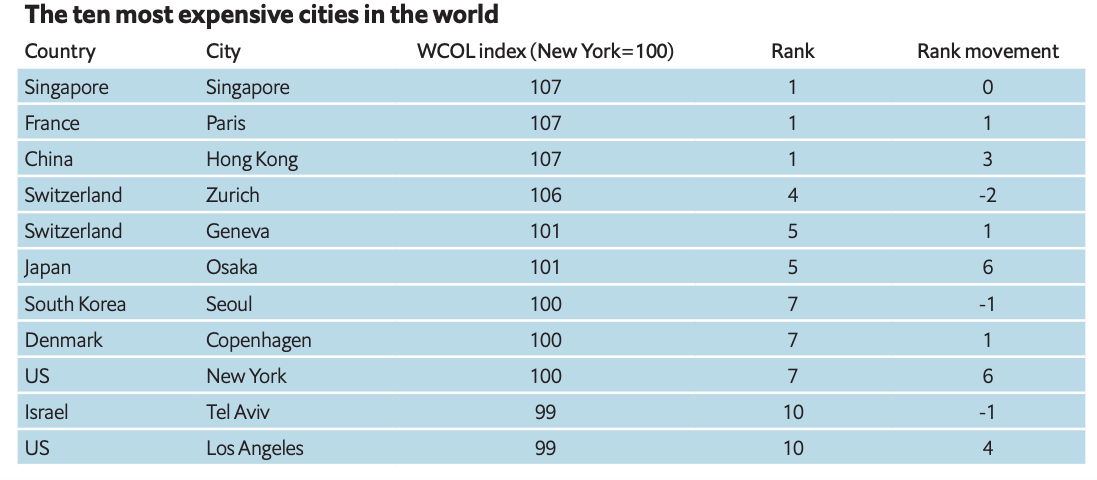 The ten most expensive cities in the world
Country City WCOL index (New York=100) Rank Rank movement
Singapore Singapore 107 1 0
France Paris 107 1 1
China Hong Kong 107 1 3
Switzerland Zurich 106 4 -2
Switzerland Geneva 101 5 1
Japan Osaka 101 5 6
South Korea Seoul 100 7 -1
Denmark Copenhagen 100 7 1
US New York 100 7 6
Israel Tel Aviv 99 10 -1
US Los Angeles 99 10 4